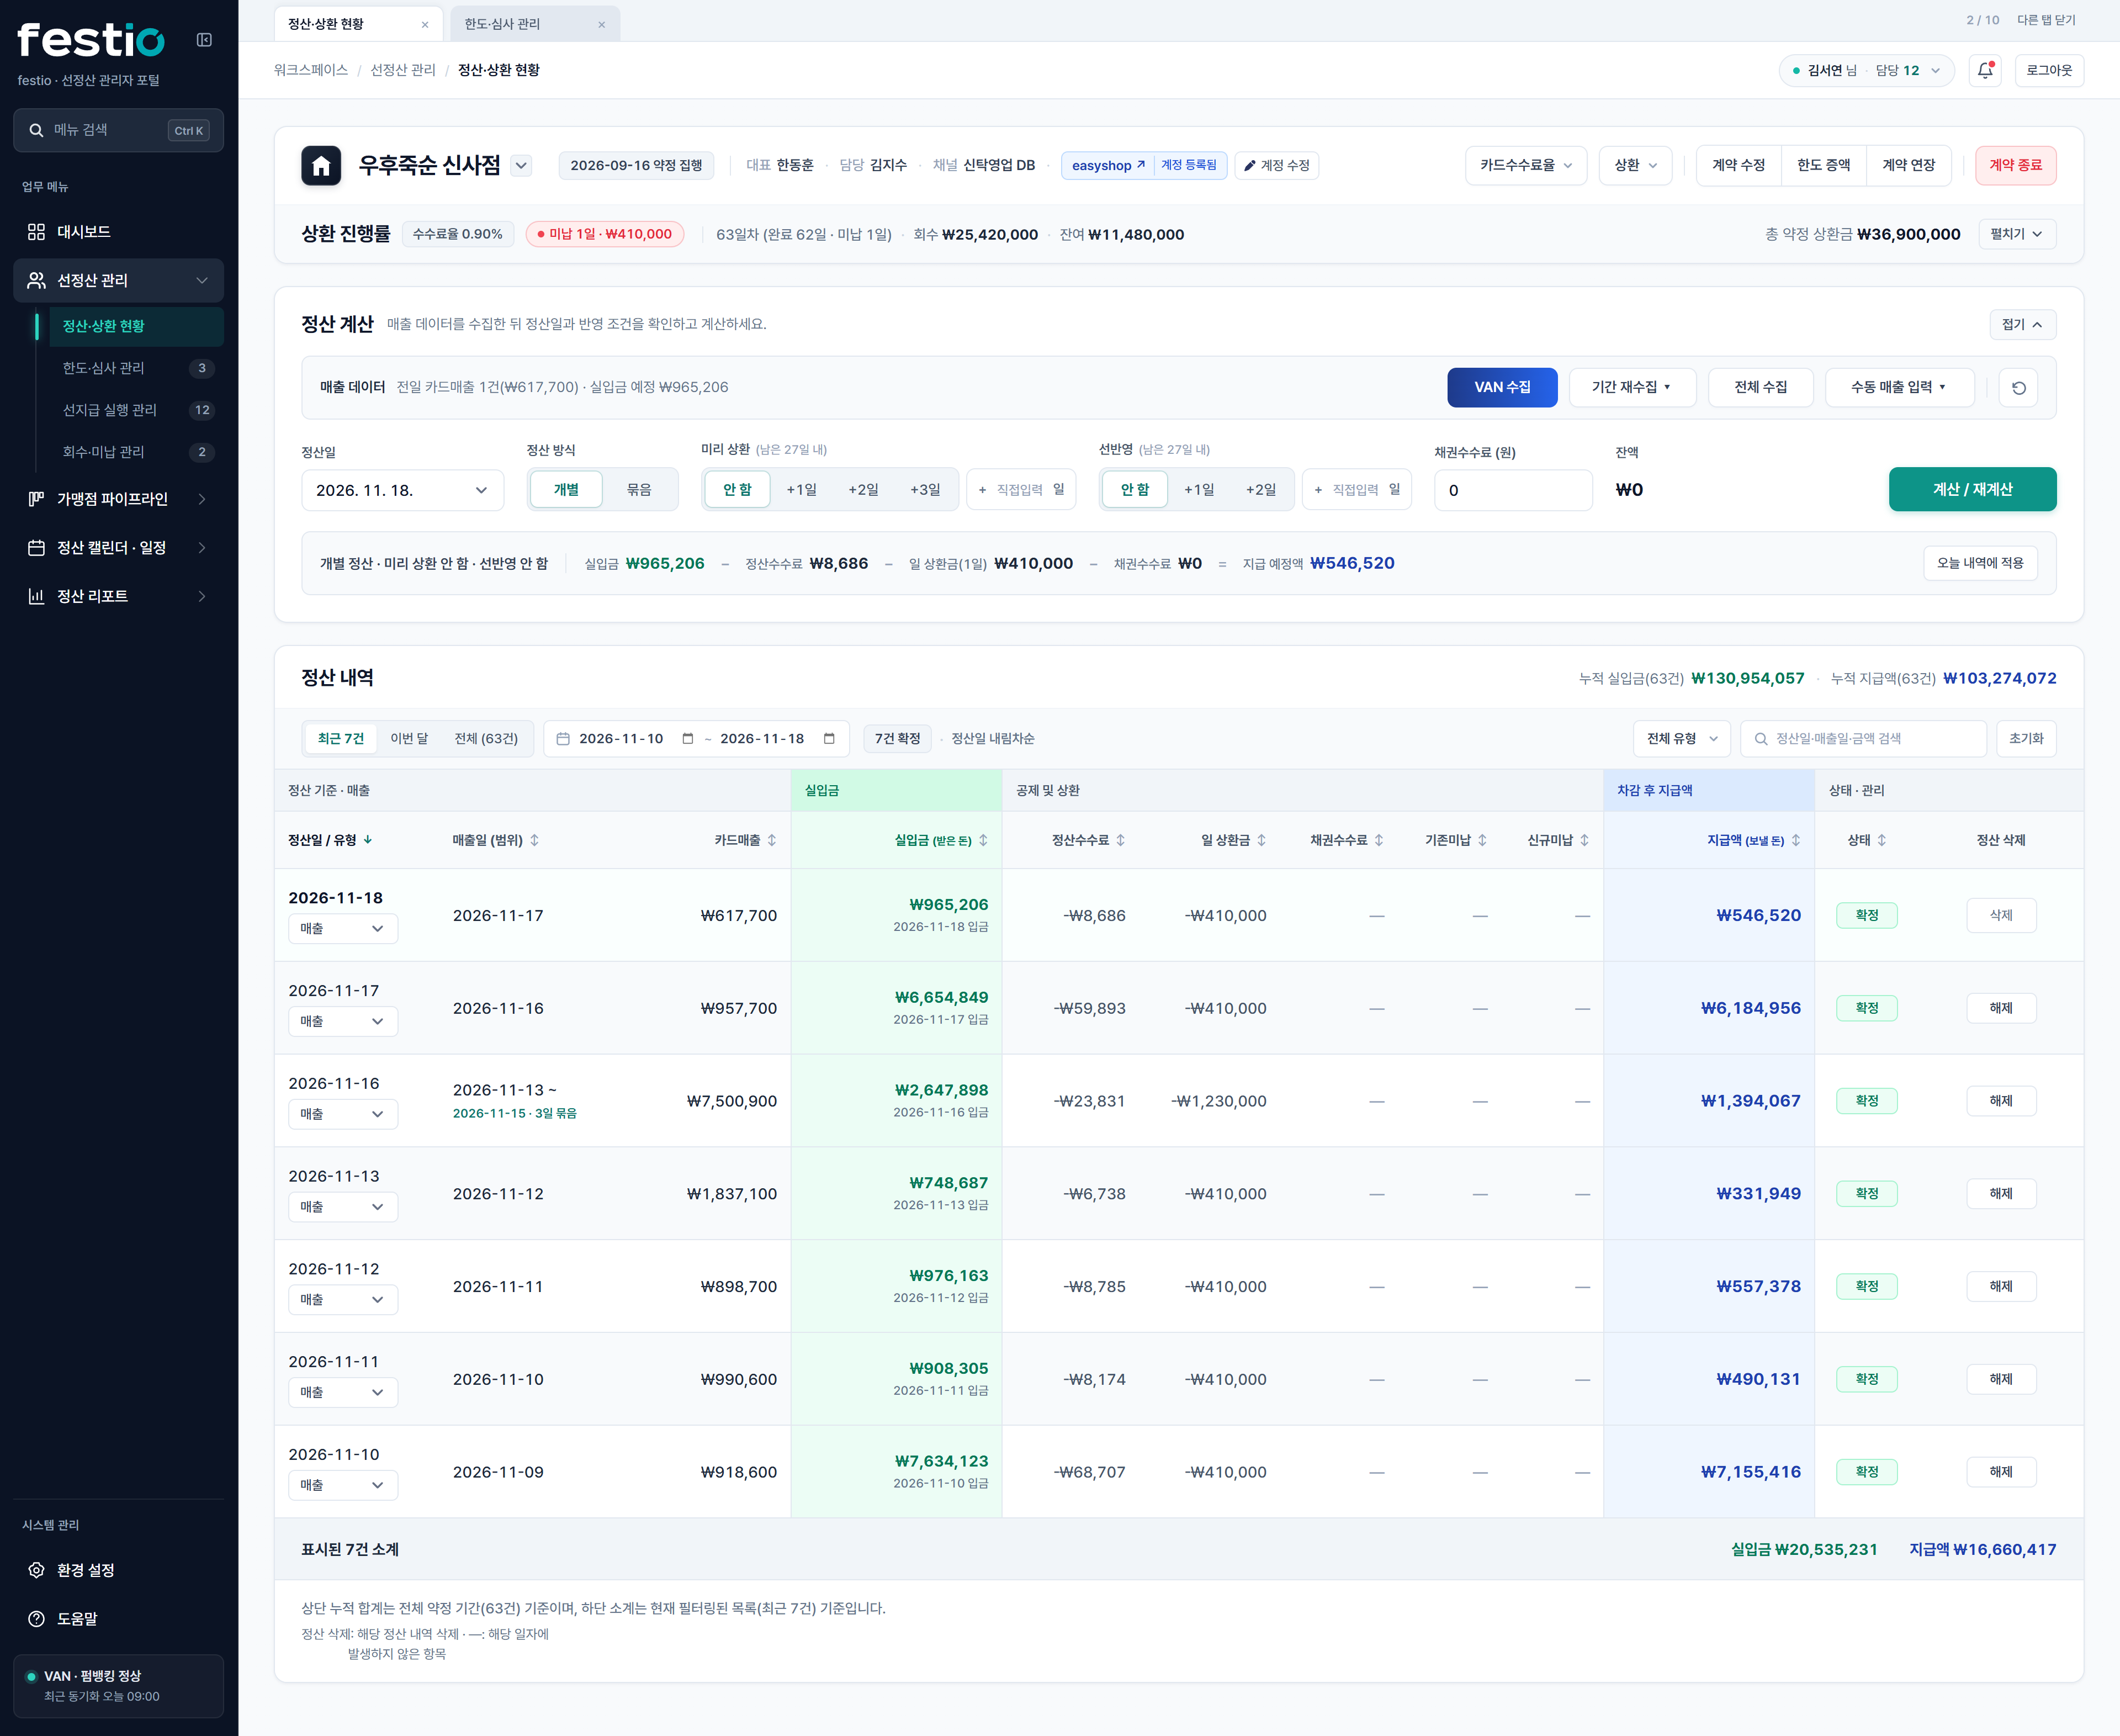 festio
festio · 선정산 관리자 포털
메뉴 검색 Ctrl K
업무 메뉴
대시보드
선정산 관리
정산·상환 현황
한도·심사 관리 3
선지급 실행 관리 12
회수·미납 관리 2
가맹점 파이프라인
정산 캘린더 · 일정
정산 리포트
시스템 관리
환경 설정
도움말
VAN · 펌뱅킹 정상
최근 동기화 오늘 09:00
정산·상환 현황 × 한도·심사 관리 × 2 / 10 다른 탭 닫기
워크스페이스 / 선정산 관리 / 정산·상환 현황 김서연 님 · 담당 12 로그아웃
우후죽순 신사점 2026-09-16 약정 집행 대표 한동훈 · 담당 김지수 · 채널 신탁영업 DB · easyshop ↗ 계정 등록됨 계정 수정 카드수수료율 상환 계약 수정 한도 증액 계약 연장 계약 종료
상환 진행률 수수료율 0.90% 미납 1일 · ₩410,000 63일차 (완료 62일 · 미납 1일) · 회수 ₩25,420,000 · 잔여 ₩11,480,000 총 약정 상환금 ₩36,900,000 펼치기
정산 계산 매출 데이터를 수집한 뒤 정산일과 반영 조건을 확인하고 계산하세요. 접기
매출 데이터 전일 카드매출 1건(₩617,700) · 실입금 예정 ₩965,206 VAN 수집 기간 재수집 ▾ 전체 수집 수동 매출 입력 ▾
정산일 정산 방식 미리 상환 (남은 27일 내) 선반영 (남은 27일 내) 채권수수료 (원) 잔액
2026. 11. 18. 개별 묶음 안 함 +1일 +2일 +3일 + 직접입력 일 안 함 +1일 +2일 + 직접입력 일 0 ₩0 계산 / 재계산
개별 정산 · 미리 상환 안 함 · 선반영 안 함 실입금 ₩965,206 − 정산수수료 ₩8,686 − 일 상환금(1일) ₩410,000 − 채권수수료 ₩0 = 지급 예정액 ₩546,520 오늘 내역에 적용
정산 내역 누적 실입금(63건) ₩130,954,057 · 누적 지급액(63건) ₩103,274,072
최근 7건 이번 달 전체 (63건) 2026-11-10 ~ 2026-11-18 7건 확정 · 정산일 내림차순 전체 유형 정산일·매출일·금액 검색 초기화
정산 기준 · 매출 실입금 공제 및 상환 차감 후 지급액 상태 · 관리
정산일 / 유형 ↓ 매출일 (범위) 카드매출 실입금 (받은 돈) 정산수수료 일 상환금 채권수수료 기존미납 신규미납 지급액 (보낼 돈) 상태 정산 삭제
2026-11-18 매출 2026-11-17 ₩617,700 ₩965,206 2026-11-18 입금 -₩8,686 -₩410,000 — — — ₩546,520 확정 삭제
2026-11-17 매출 2026-11-16 ₩957,700 ₩6,654,849 2026-11-17 입금 -₩59,893 -₩410,000 — — — ₩6,184,956 확정 해제
2026-11-16 매출 2026-11-13 ~ 2026-11-15 · 3일 묶음 ₩7,500,900 ₩2,647,898 2026-11-16 입금 -₩23,831 -₩1,230,000 — — — ₩1,394,067 확정 해제
2026-11-13 매출 2026-11-12 ₩1,837,100 ₩748,687 2026-11-13 입금 -₩6,738 -₩410,000 — — — ₩331,949 확정 해제
2026-11-12 매출 2026-11-11 ₩898,700 ₩976,163 2026-11-12 입금 -₩8,785 -₩410,000 — — — ₩557,378 확정 해제
2026-11-11 매출 2026-11-10 ₩990,600 ₩908,305 2026-11-11 입금 -₩8,174 -₩410,000 — — — ₩490,131 확정 해제
2026-11-10 매출 2026-11-09 ₩918,600 ₩7,634,123 2026-11-10 입금 -₩68,707 -₩410,000 — — — ₩7,155,416 확정 해제
표시된 7건 소계 실입금 ₩20,535,231 지급액 ₩16,660,417
상단 누적 합계는 전체 약정 기간(63건) 기준이며, 하단 소계는 현재 필터링된 목록(최근 7건) 기준입니다.
정산 삭제: 해당 정산 내역 삭제 · —: 해당 일자에
발생하지 않은 항목